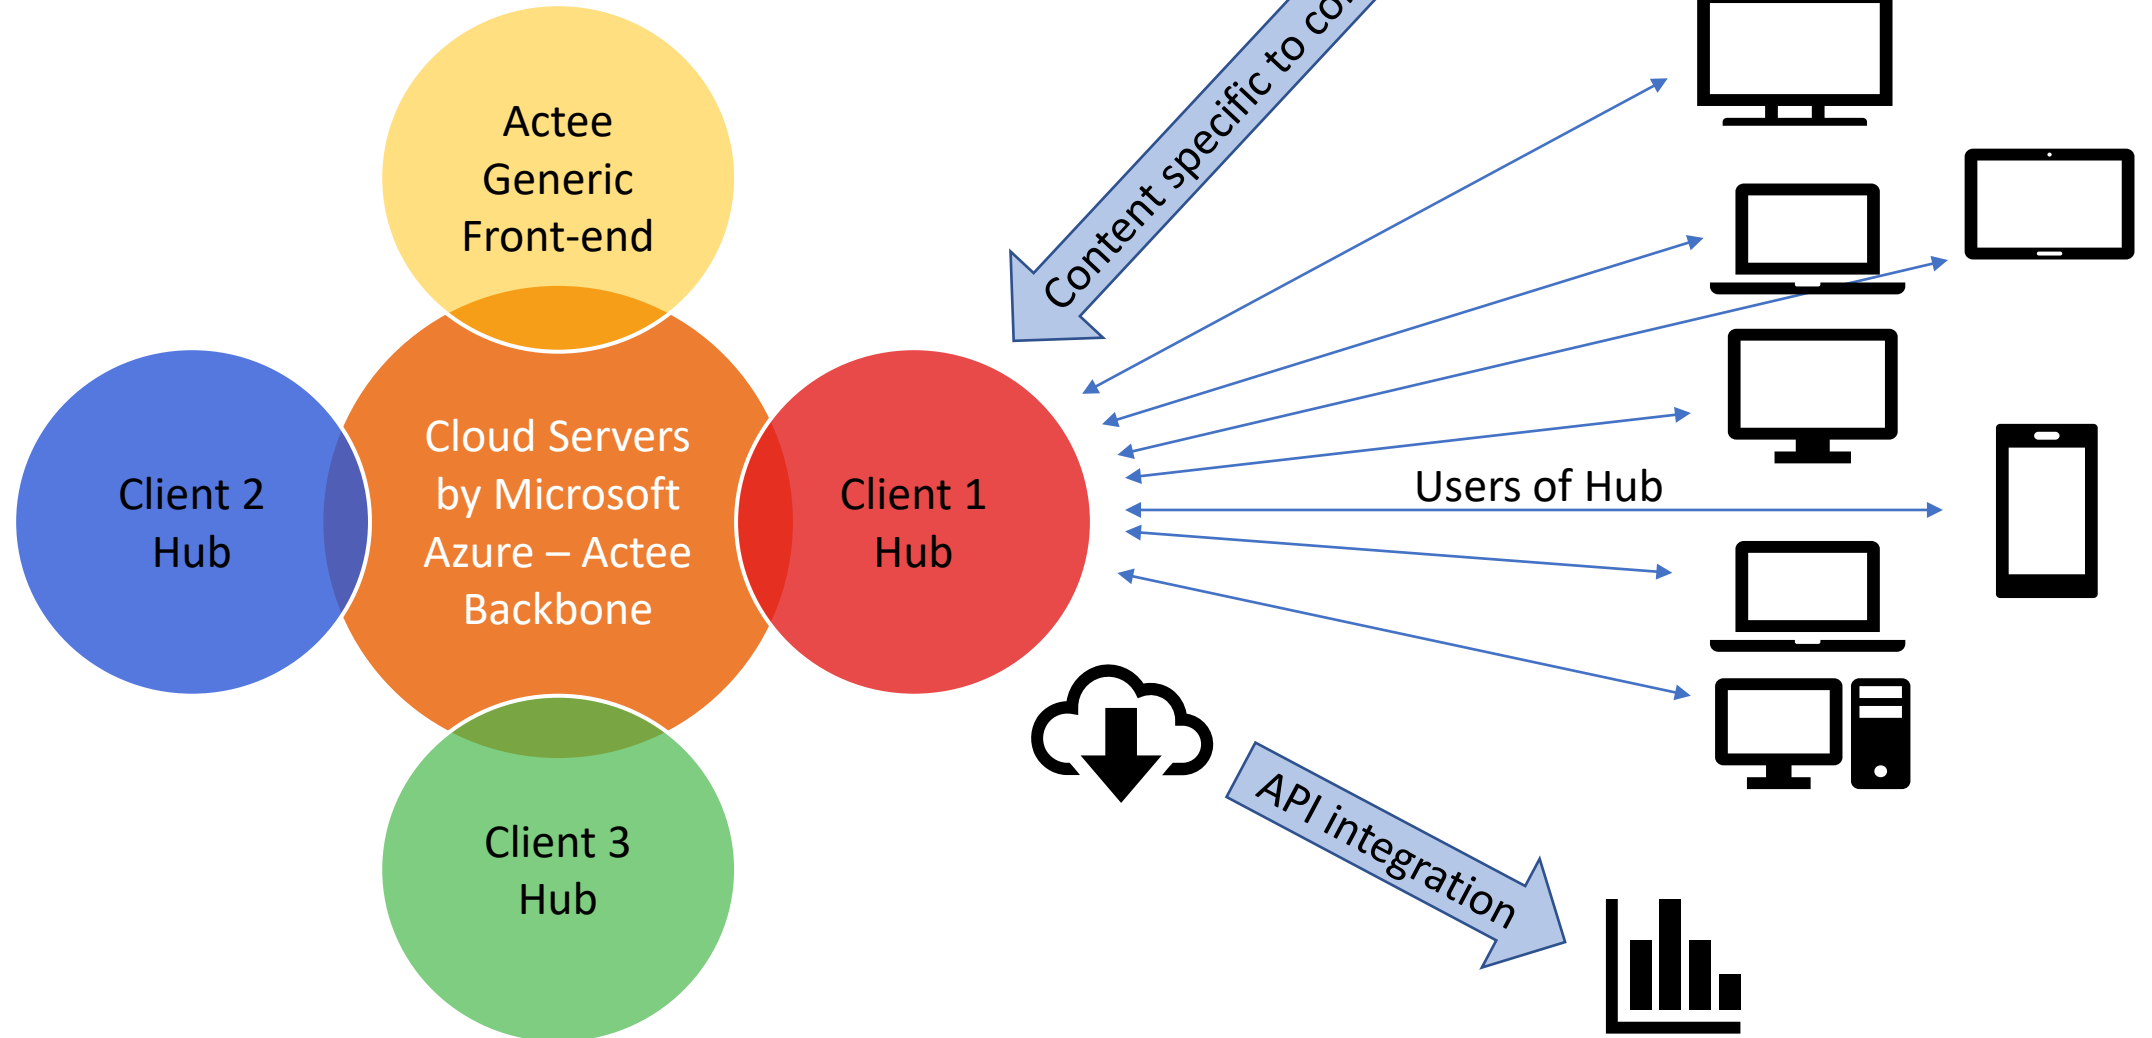 Actee
Generic
Front-end
Content specific to
Cloud Servers
by Microsoft
Azure – Actee
Backbone
Client 2
Hub
Client 1
Hub
Users of Hub
Client 3
Hub
API integration